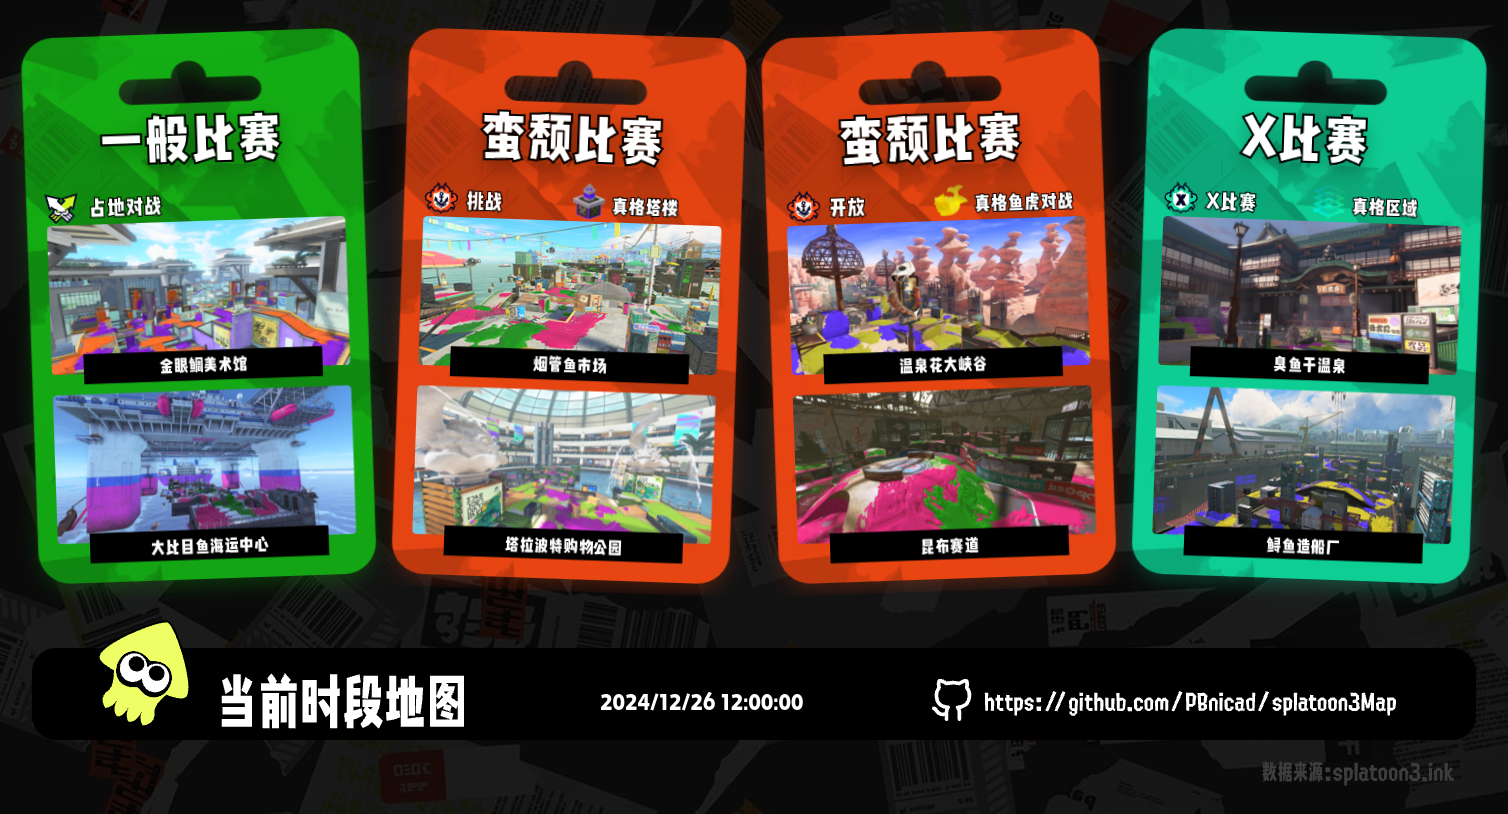 一般比赛
占地对战
金眼鲷美术馆
大比目鱼海运中心
蛮颓比赛
挑战
真格塔楼
烟管鱼市场
塔拉波特购物公园
蛮颓比赛
开放
真格鱼虎对战
温泉花大峡谷
昆布赛道
X比赛
X比赛
真格区域
臭鱼干温泉
鲟鱼造船厂
当前时段地图
2024/12/26 12:00:00
https://github.com/PBnicad/splatoon3Map
数据来源:splatoon3.ink